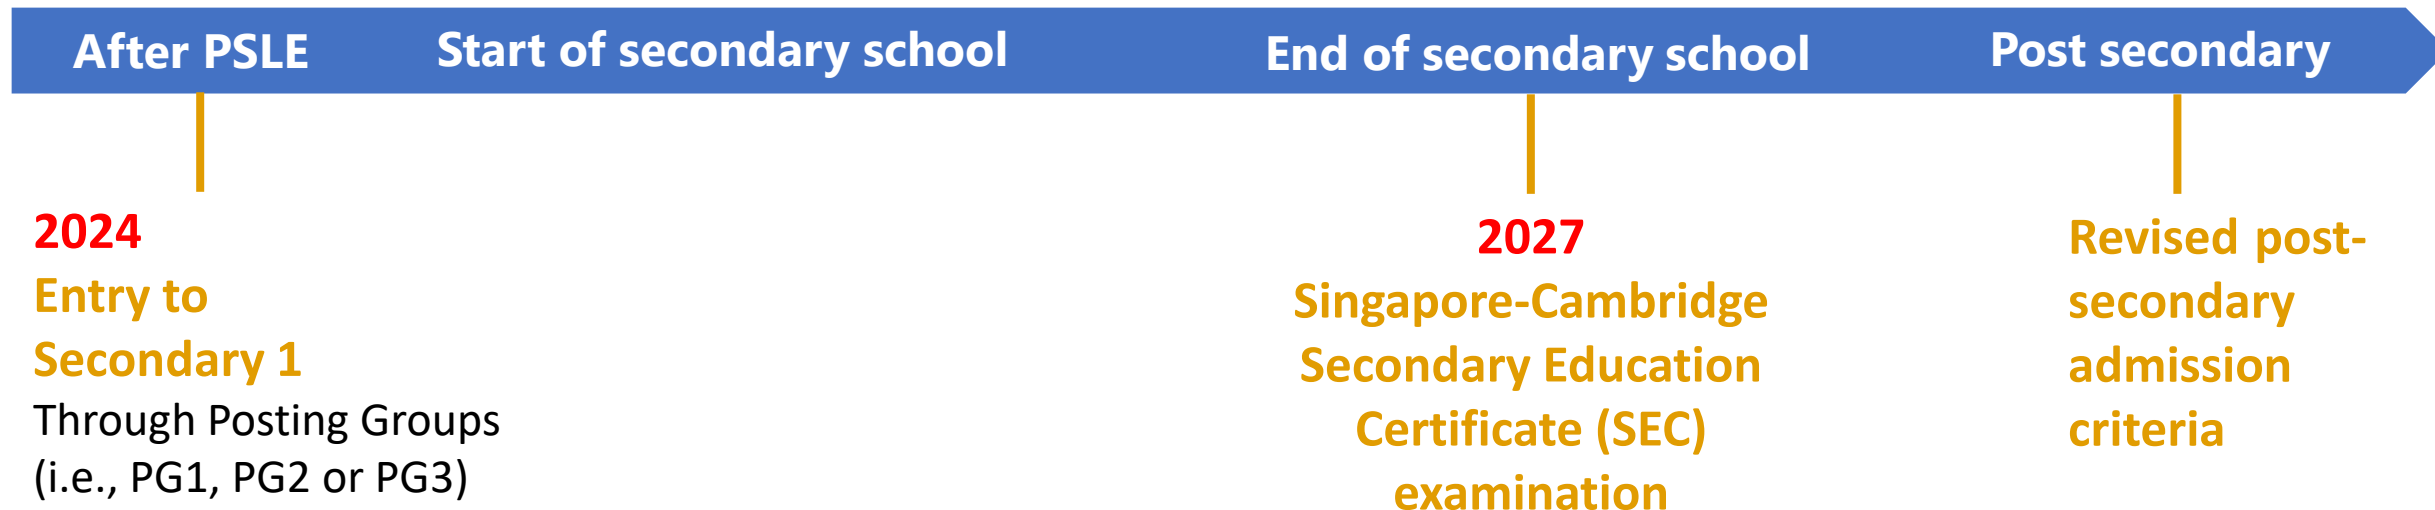 After PSLE
Start of secondary school
End of secondary school
Post secondary
2024
Entry to
Secondary 1
Through Posting Groups
(i.e., PG1, PG2 or PG3)
2027
Singapore-Cambridge
Secondary Education
Certificate (SEC)
examination
Revised post-
secondary
admission
criteria